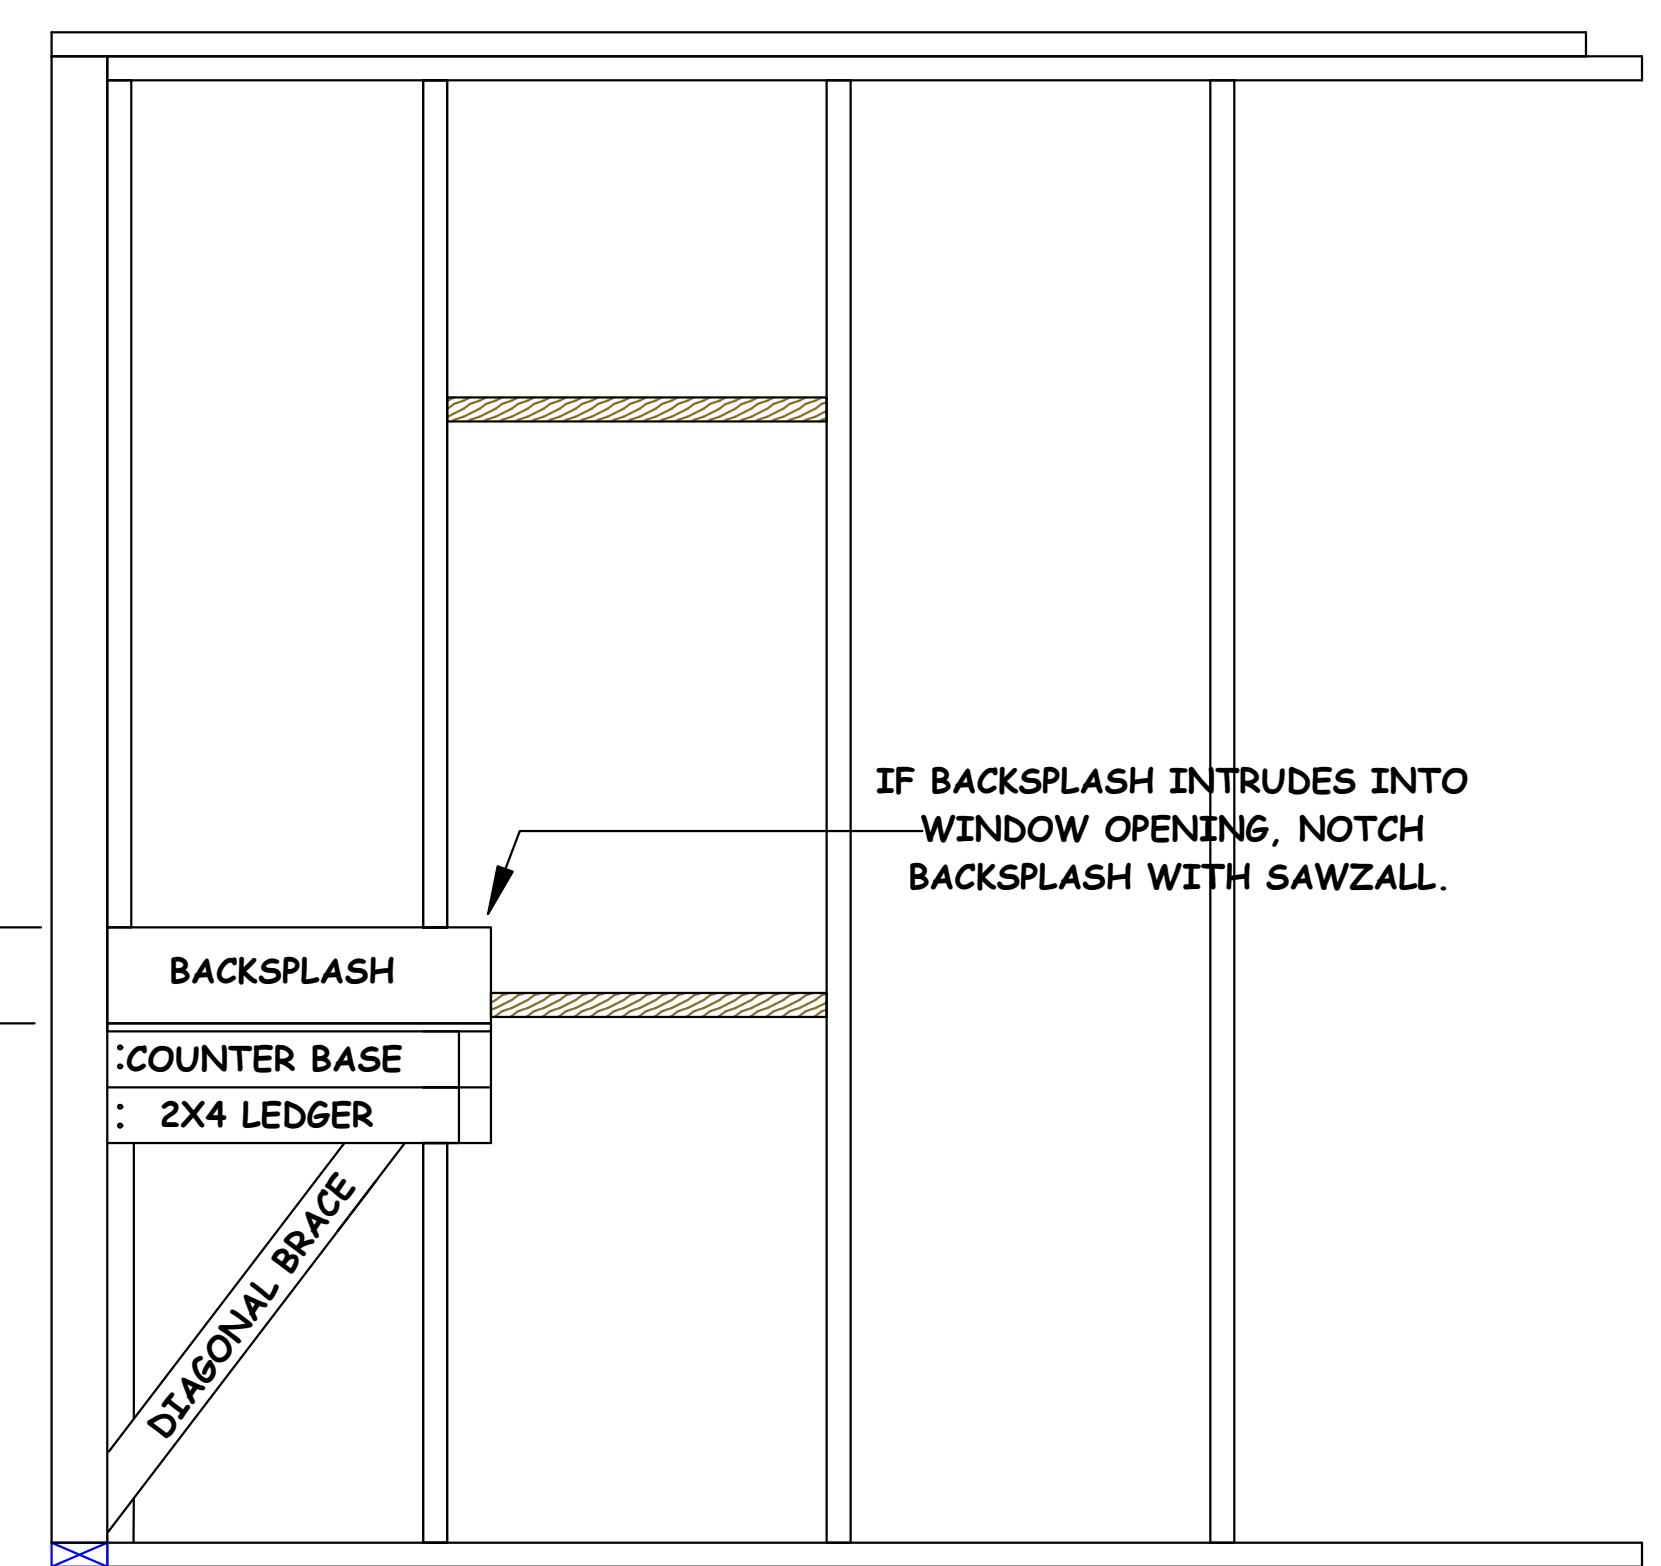 IF BACKSPLASH INTRUDES INTO
WINDOW OPENING, NOTCH
BACKSPLASH WITH SAWZALL.
BACKSPLASH
COUNTER BASE
2X4 LEDGER
DIAGONAL BRACE